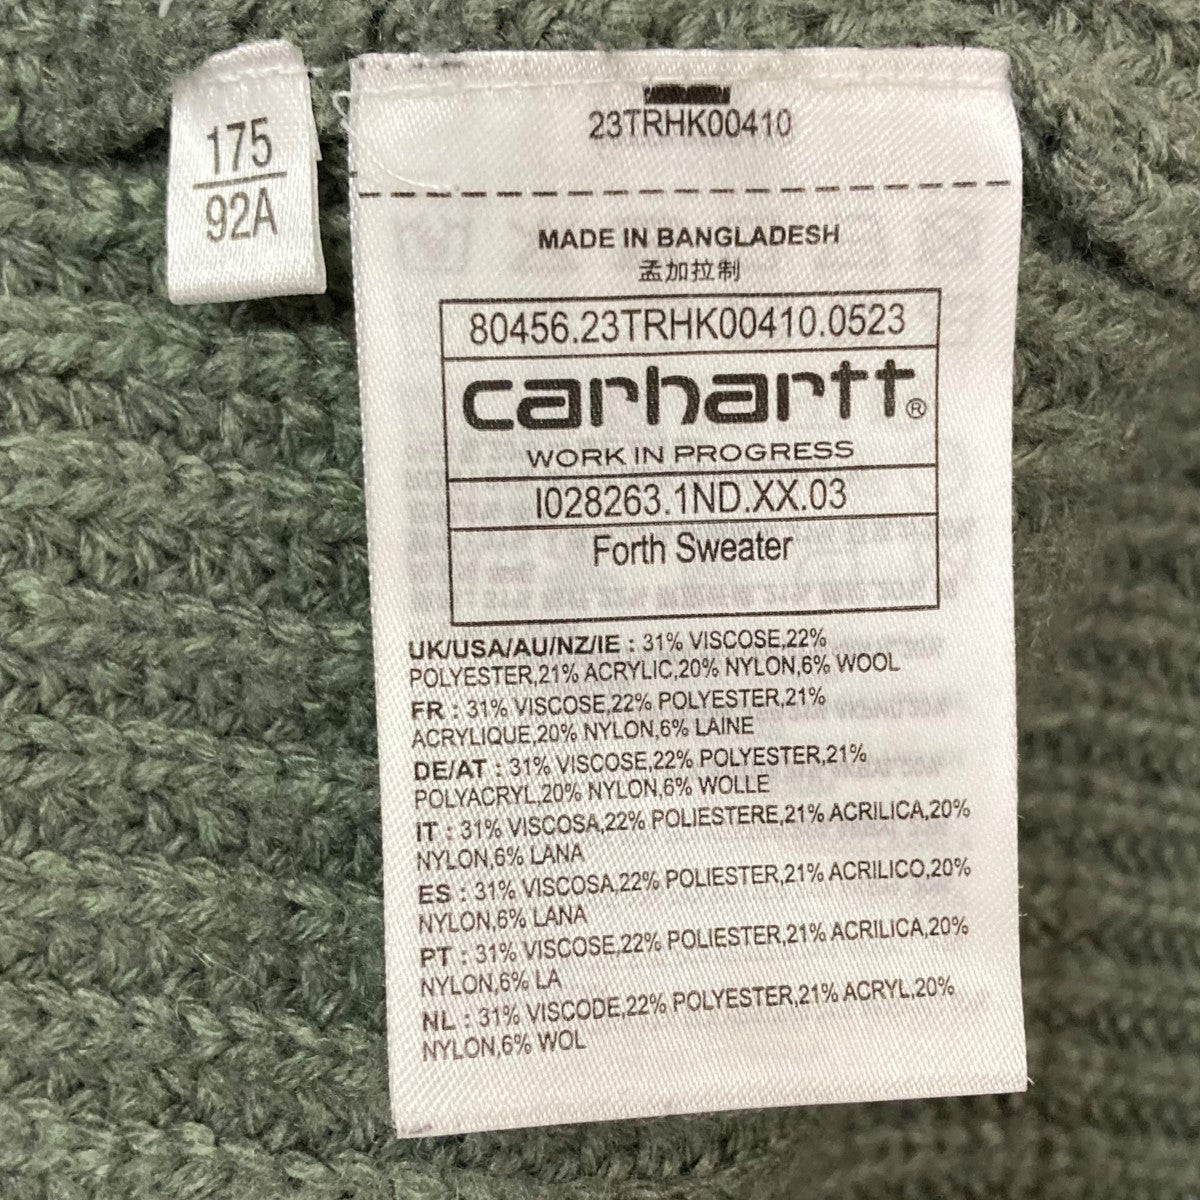 175
92A
23TRHK00410
MADE IN BANGLADESH
孟加拉制
80456.23TRHK00410.0523
carhartt®
WORK IN PROGRESS
I028263.1ND.XX.03
Forth Sweater
UK/USA/AU/NZ/IE : 31% VISCOSE,22%
POLYESTER,21% ACRYLIC,20% NYLON,6% WOOL
FR : 31% VISCOSE,22% POLYESTER,21%
ACRYLIQUE,20% NYLON,6% LAINE
DE/AT : 31% VISCOSE,22% POLYESTER,21%
POLYACRYL,20% NYLON,6% WOLLE
IT : 31% VISCOSA,22% POLIESTERE,21% ACRILICA,20%
NYLON,6% LANA
ES : 31% VISCOSA,22% POLIESTER,21% ACRILICO,20%
NYLON,6% LANA
PT : 31% VISCOSE,22% POLIESTER,21% ACRILICA,20%
NYLON,6% LA
NL : 31% VISCODE,22% POLYESTER,21% ACRYL,20%
NYLON,6% WOL